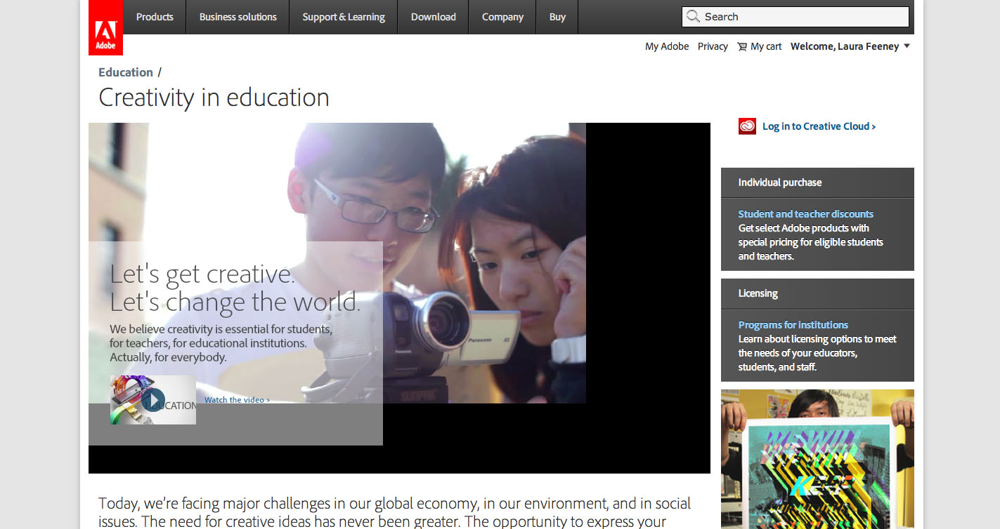 Adobe
Products
Business solutions
Support & Learning
Download
Company
Buy
Search
My Adobe
Privacy
My cart
Welcome, Laura Feeney
Education /
Creativity in education
Log in to Creative Cloud ›
Let's get creative.
Let's change the world.
We believe creativity is essential for students,
for teachers, for educational institutions.
Actually, for everybody.
EDUCATION
Watch the video ›
Panasonic
Individual purchase
Student and teacher discounts
Get select Adobe products with
special pricing for eligible students
and teachers.
Licensing
Programs for institutions
Learn about licensing options to meet
the needs of your educators,
students, and staff.
Today, we’re facing major challenges in our global economy, in our environment, and in social
issues. The need for creative ideas has never been greater. The opportunity to express your